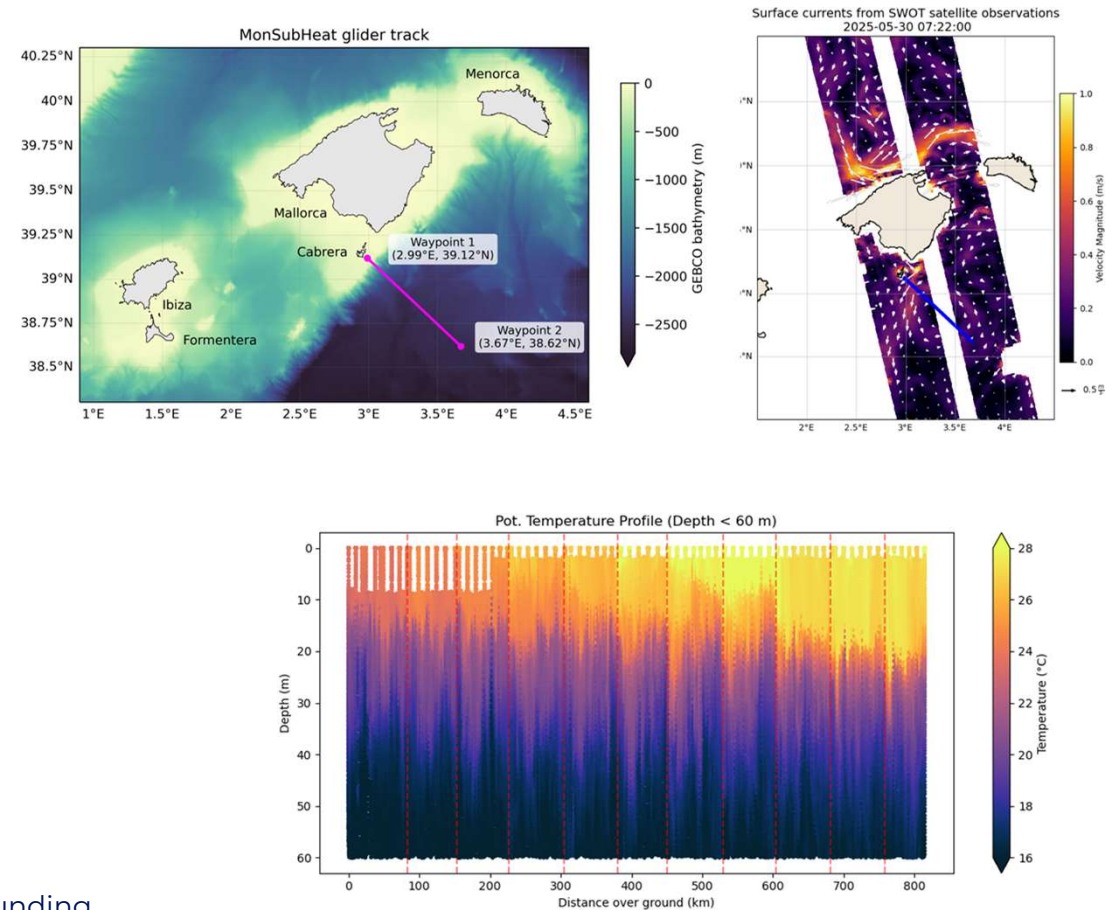 MonSubHeat glider track
40.25°N
40°N
39.75°N
39.5°N
39.25°N
39°N
38.75°N
38.5°N
1°E 1.5°E 2°E 2.5°E 3°E 3.5°E 4°E 4.5°E
Menorca
Mallorca
Cabrera
Ibiza
Formentera
Waypoint 1
(2.99°E, 39.12°N)
Waypoint 2
(3.67°E, 38.62°N)
0
−500
−1000
−1500
−2000
−2500
GEBCO bathymetry (m)
Surface currents from SWOT satellite observations
2025-05-30 07:22:00
°N
°N
°N
°N
°N
2°E 2.5°E 3°E 3.5°E 4°E
1.0
0.8
0.6
0.4
0.2
0.0
Velocity Magnitude (m/s)
0.5
Pot. Temperature Profile (Depth < 60 m)
0
10
20
30
40
50
60
Depth (m)
0 100 200 300 400 500 600 700 800
Distance over ground (km)
28
26
24
22
20
18
16
Temperature (°C)